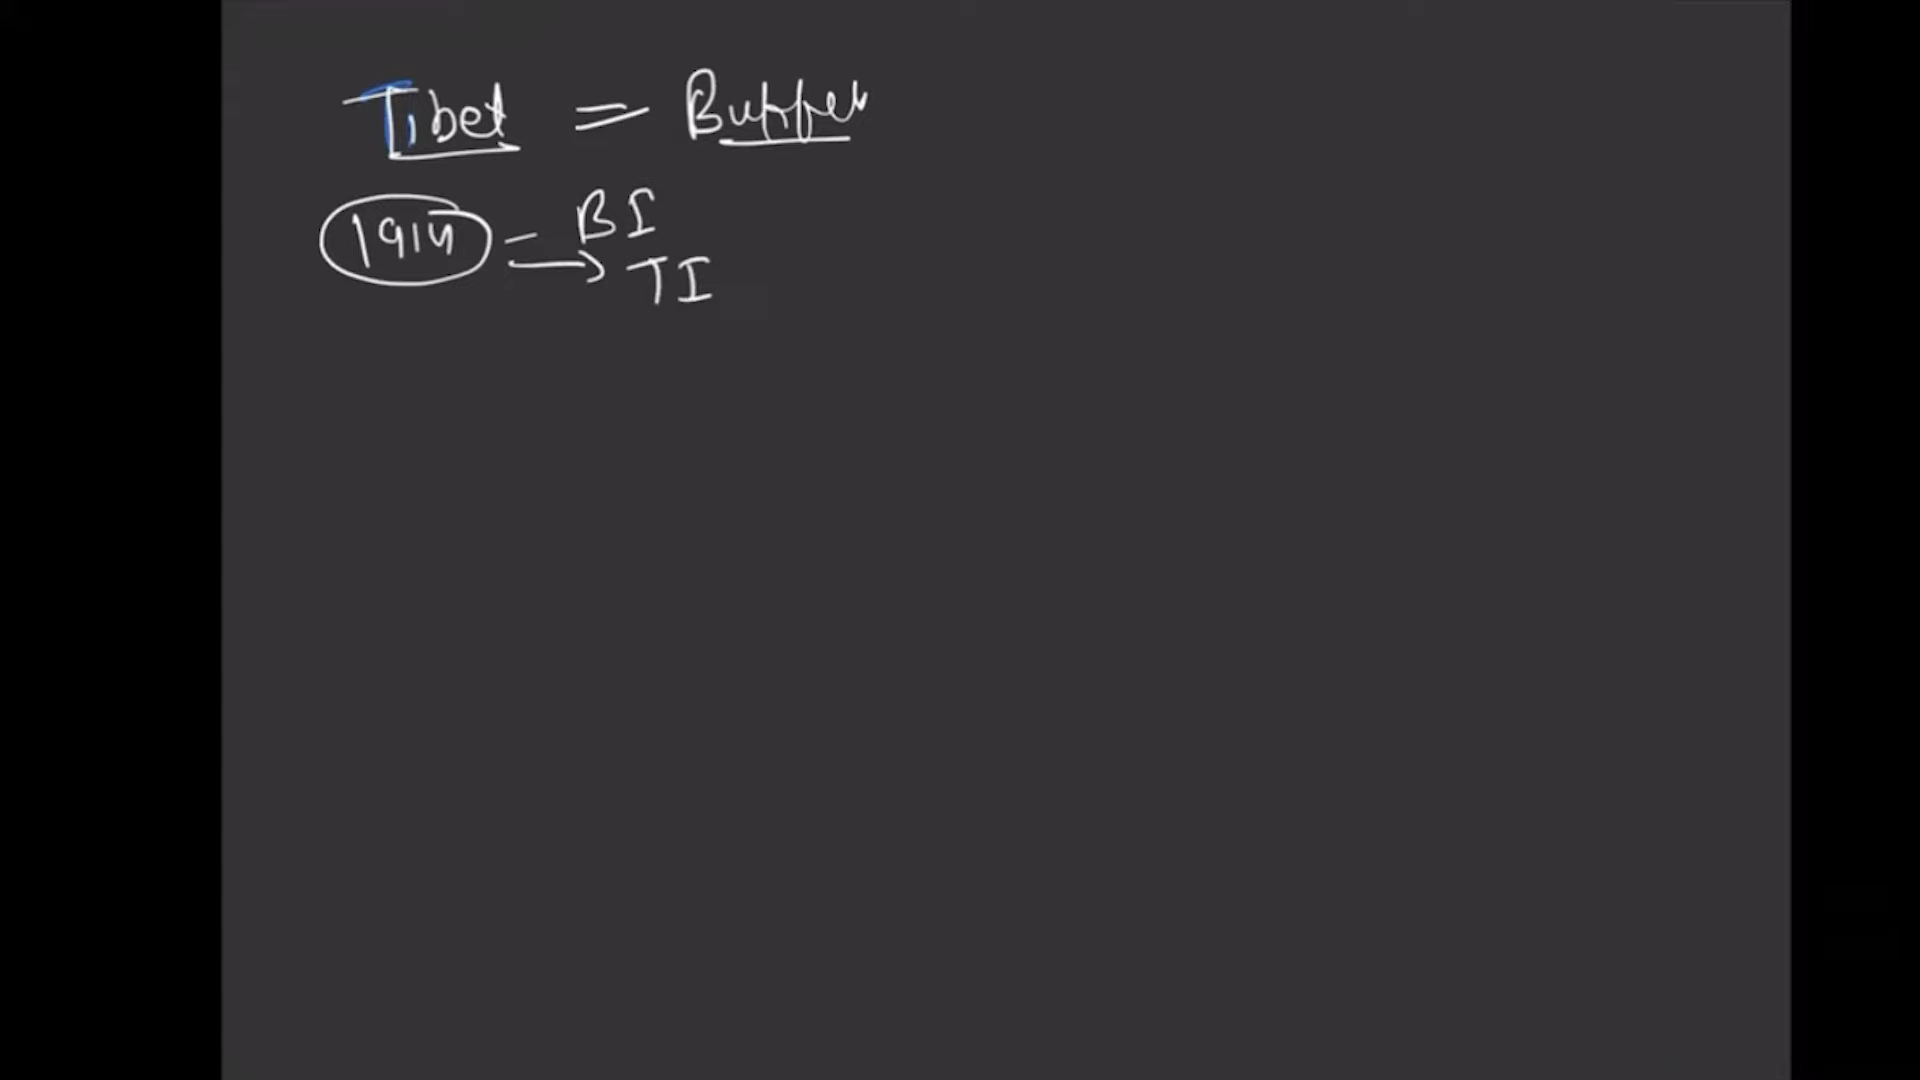 Tibet = Buffer
1914 - BI
→ TI